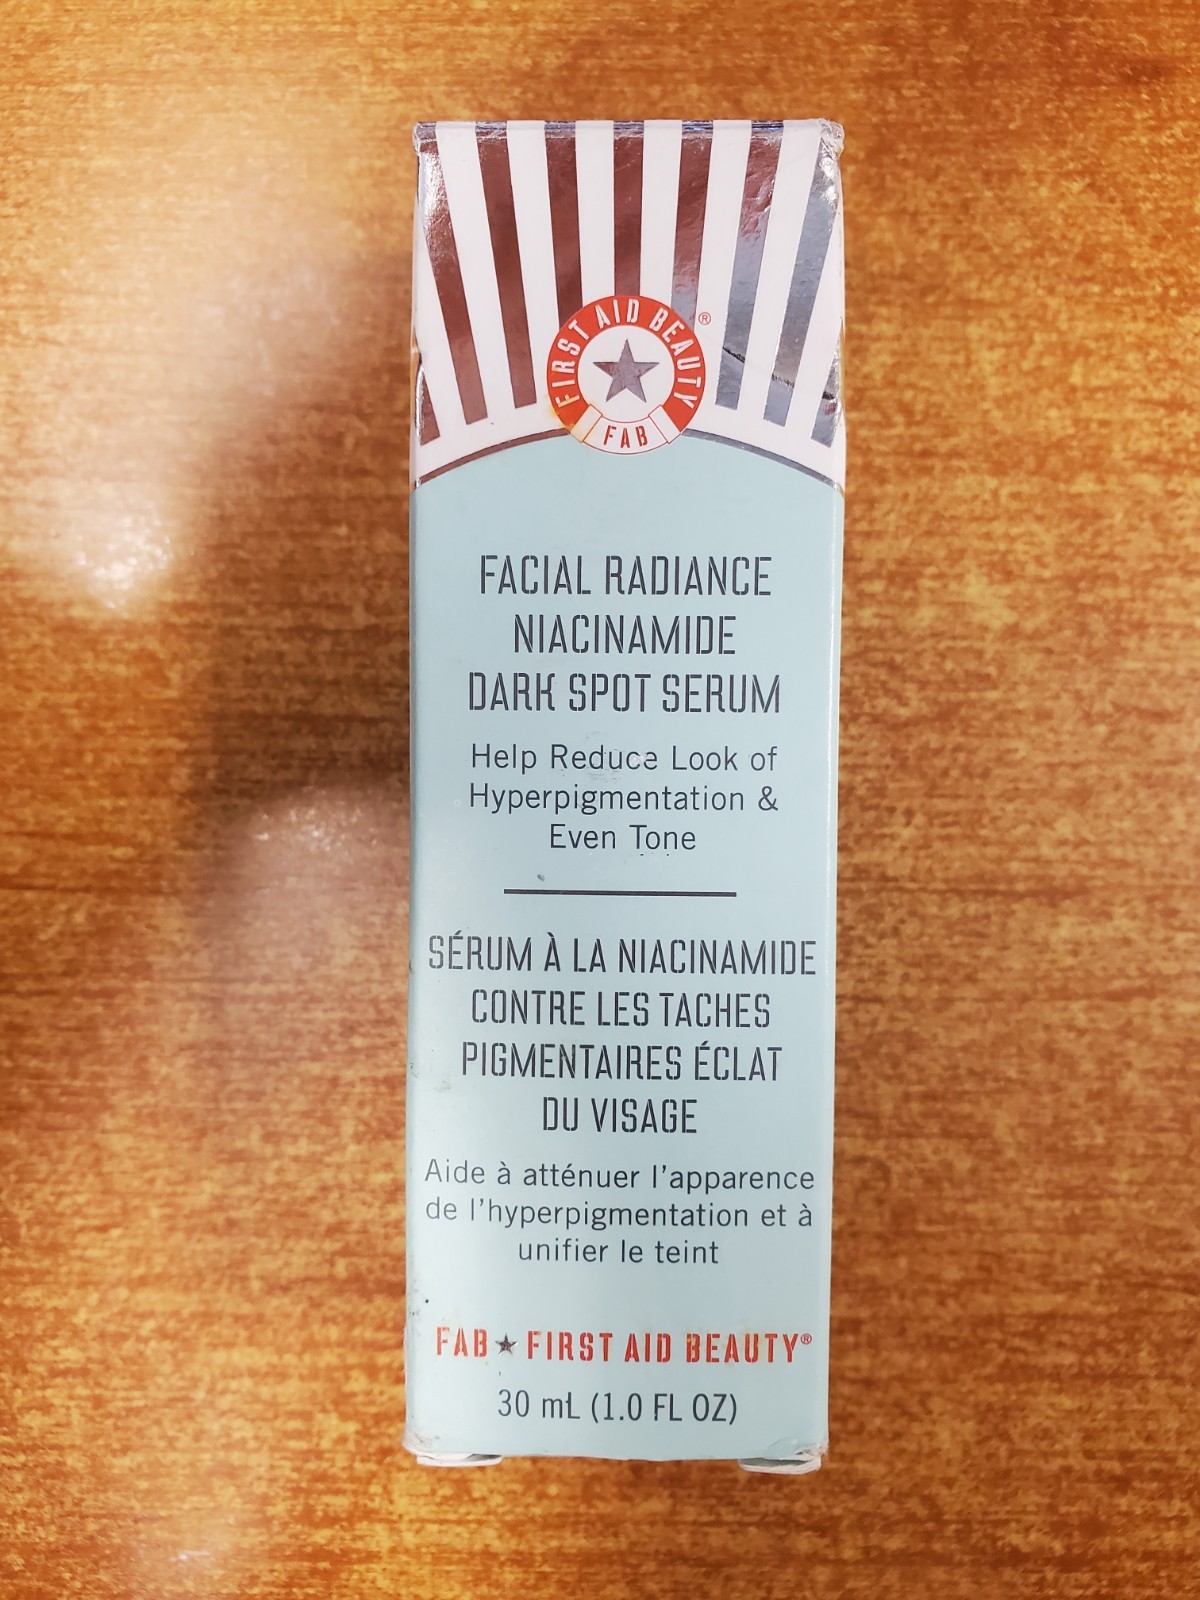 FIRST AID BEAUTY
®
FAB
FACIAL RADIANCE
NIACINAMIDE
DARK SPOT SERUM
Help Reduce Look of
Hyperpigmentation &
Even Tone
SÉRUM À LA NIACINAMIDE
CONTRE LES TACHES
PIGMENTAIRES ÉCLAT
DU VISAGE
Aide à atténuer l'apparence
de l'hyperpigmentation et à
unifier le teint
FAB ★ FIRST AID BEAUTY®
30 mL (1.0 FL OZ)